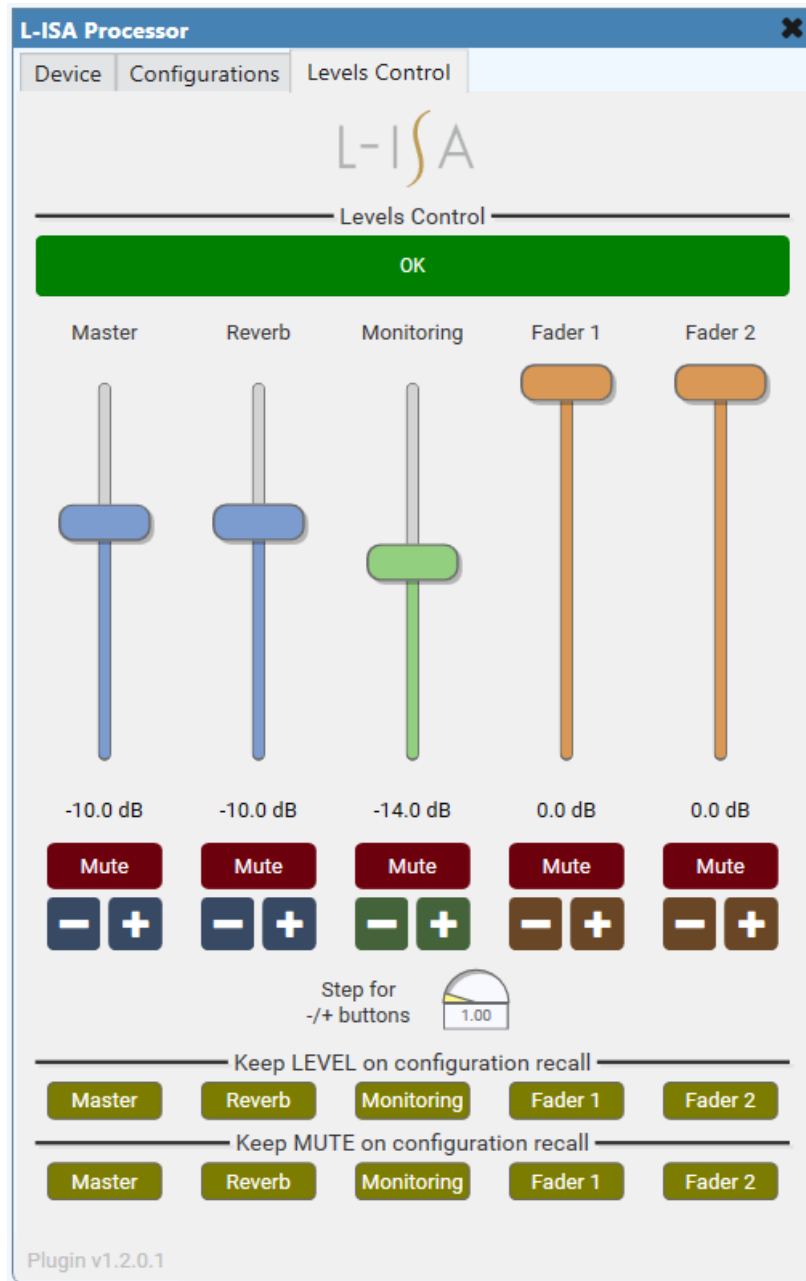 L-ISA Processor
Device Configurations Levels Control
L-ISA
Levels Control
OK
Master Reverb Monitoring Fader 1 Fader 2
-10.0 dB -10.0 dB -14.0 dB 0.0 dB 0.0 dB
Mute Mute Mute Mute Mute
Step for
-/+ buttons
1.00
Keep LEVEL on configuration recall
Master Reverb Monitoring Fader 1 Fader 2
Keep MUTE on configuration recall
Master Reverb Monitoring Fader 1 Fader 2
Plugin v1.2.0.1